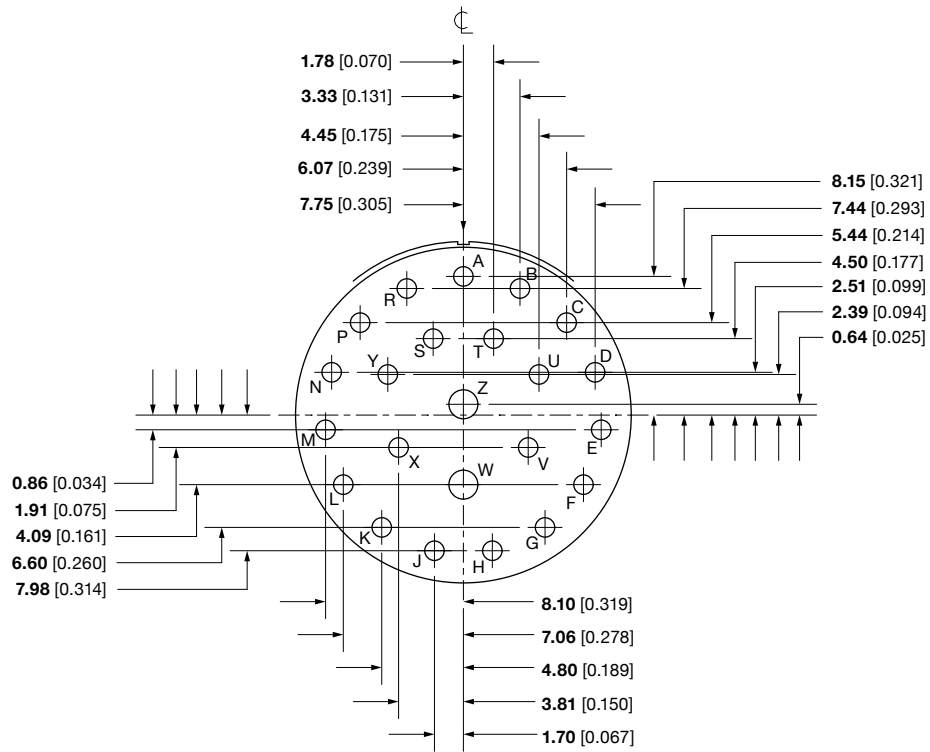 ℄
1.78 [0.070]
3.33 [0.131]
4.45 [0.175]
6.07 [0.239]
7.75 [0.305]
8.15 [0.321]
7.44 [0.293]
5.44 [0.214]
4.50 [0.177]
2.51 [0.099]
2.39 [0.094]
0.64 [0.025]
A
R B
P C
S T
N Y U D
Z
M E
X V
L W F
K G
J H
0.86 [0.034]
1.91 [0.075]
4.09 [0.161]
6.60 [0.260]
7.98 [0.314]
8.10 [0.319]
7.06 [0.278]
4.80 [0.189]
3.81 [0.150]
1.70 [0.067]